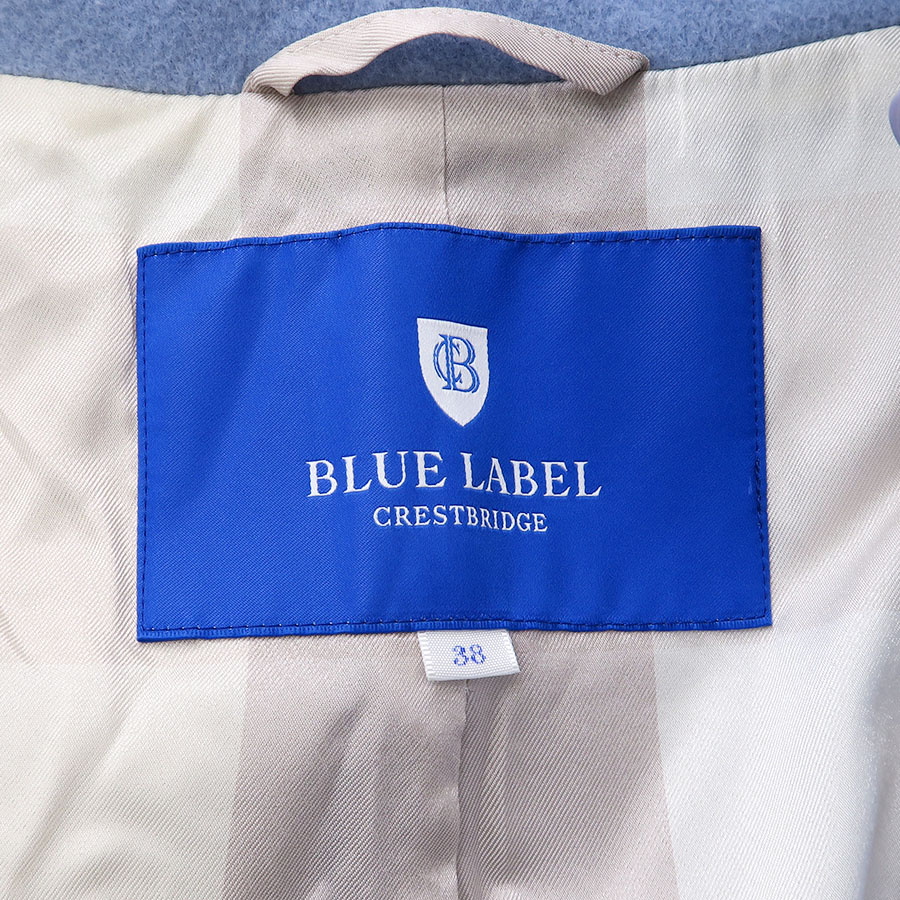 CB
BLUE LABEL
CRESTBRIDGE
38